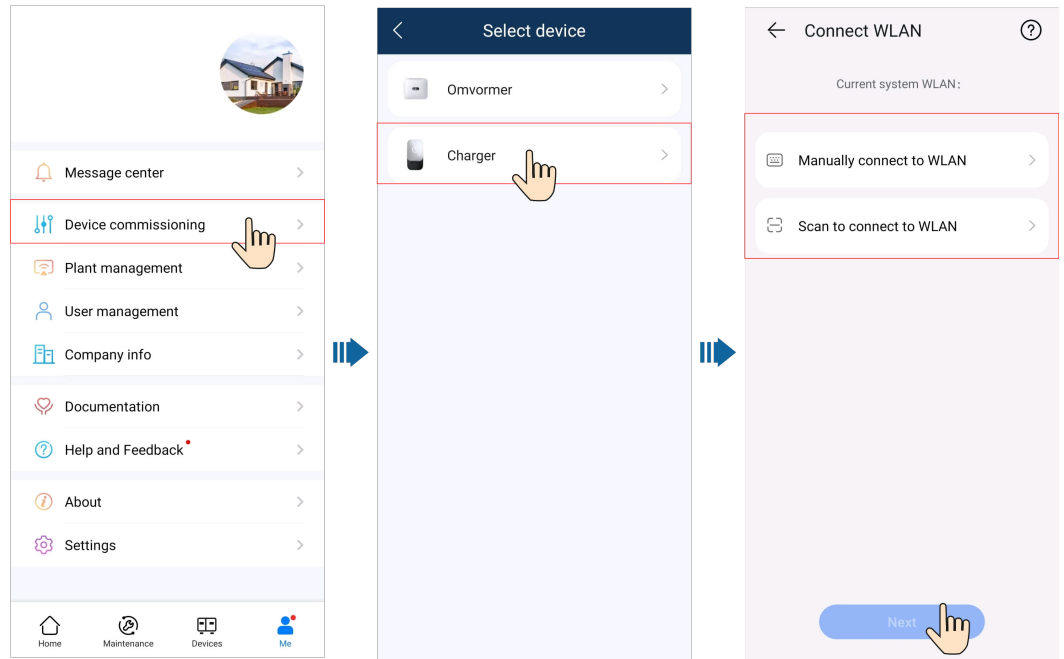 Message center
Device commissioning
Plant management
User management
Company info
Documentation
Help and Feedback
About
Settings
Home Maintenance Devices Me
Select device
Omvormer
Charger
Connect WLAN
Current system WLAN:
Manually connect to WLAN
Scan to connect to WLAN
Next